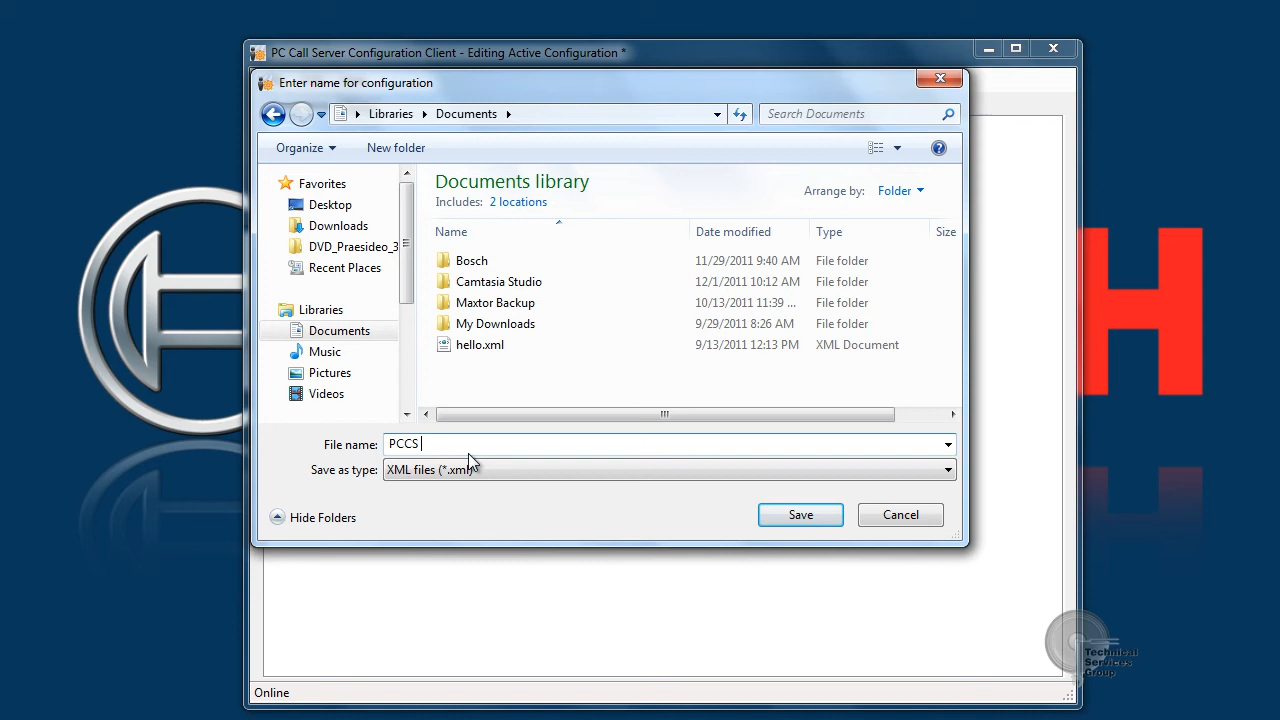 PC Call Server Configuration Client - Editing Active Configuration *
Enter name for configuration
Libraries
Documents
Search Documents
Organize
New folder
Favorites
Desktop
Downloads
DVD_Praesideo_3
Recent Places
Libraries
Documents
Music
Pictures
Videos
Documents library
Includes: 2 locations
Arrange by: Folder
Name Date modified Type Size
Bosch 11/29/2011 9:40 AM File folder
Camtasia Studio 12/1/2011 10:12 AM File folder
Maxtor Backup 10/13/2011 11:39 ... File folder
My Downloads 9/29/2011 8:26 AM File folder
hello.xml 9/13/2011 12:13 PM XML Document
File name: PCCS
Save as type: XML files (*.xml)
Hide Folders
Save
Cancel
H
Technical
Services
Group
Online